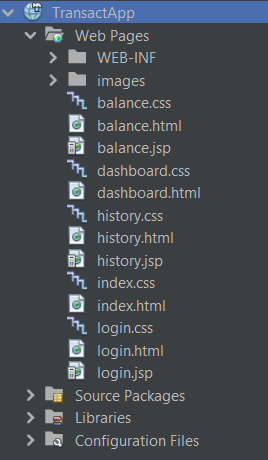 TransactApp
Web Pages
WEB-INF
images
balance.css
balance.html
balance.jsp
dashboard.css
dashboard.html
history.css
history.html
history.jsp
index.css
index.html
login.css
login.html
login.jsp
Source Packages
Libraries
Configuration Files